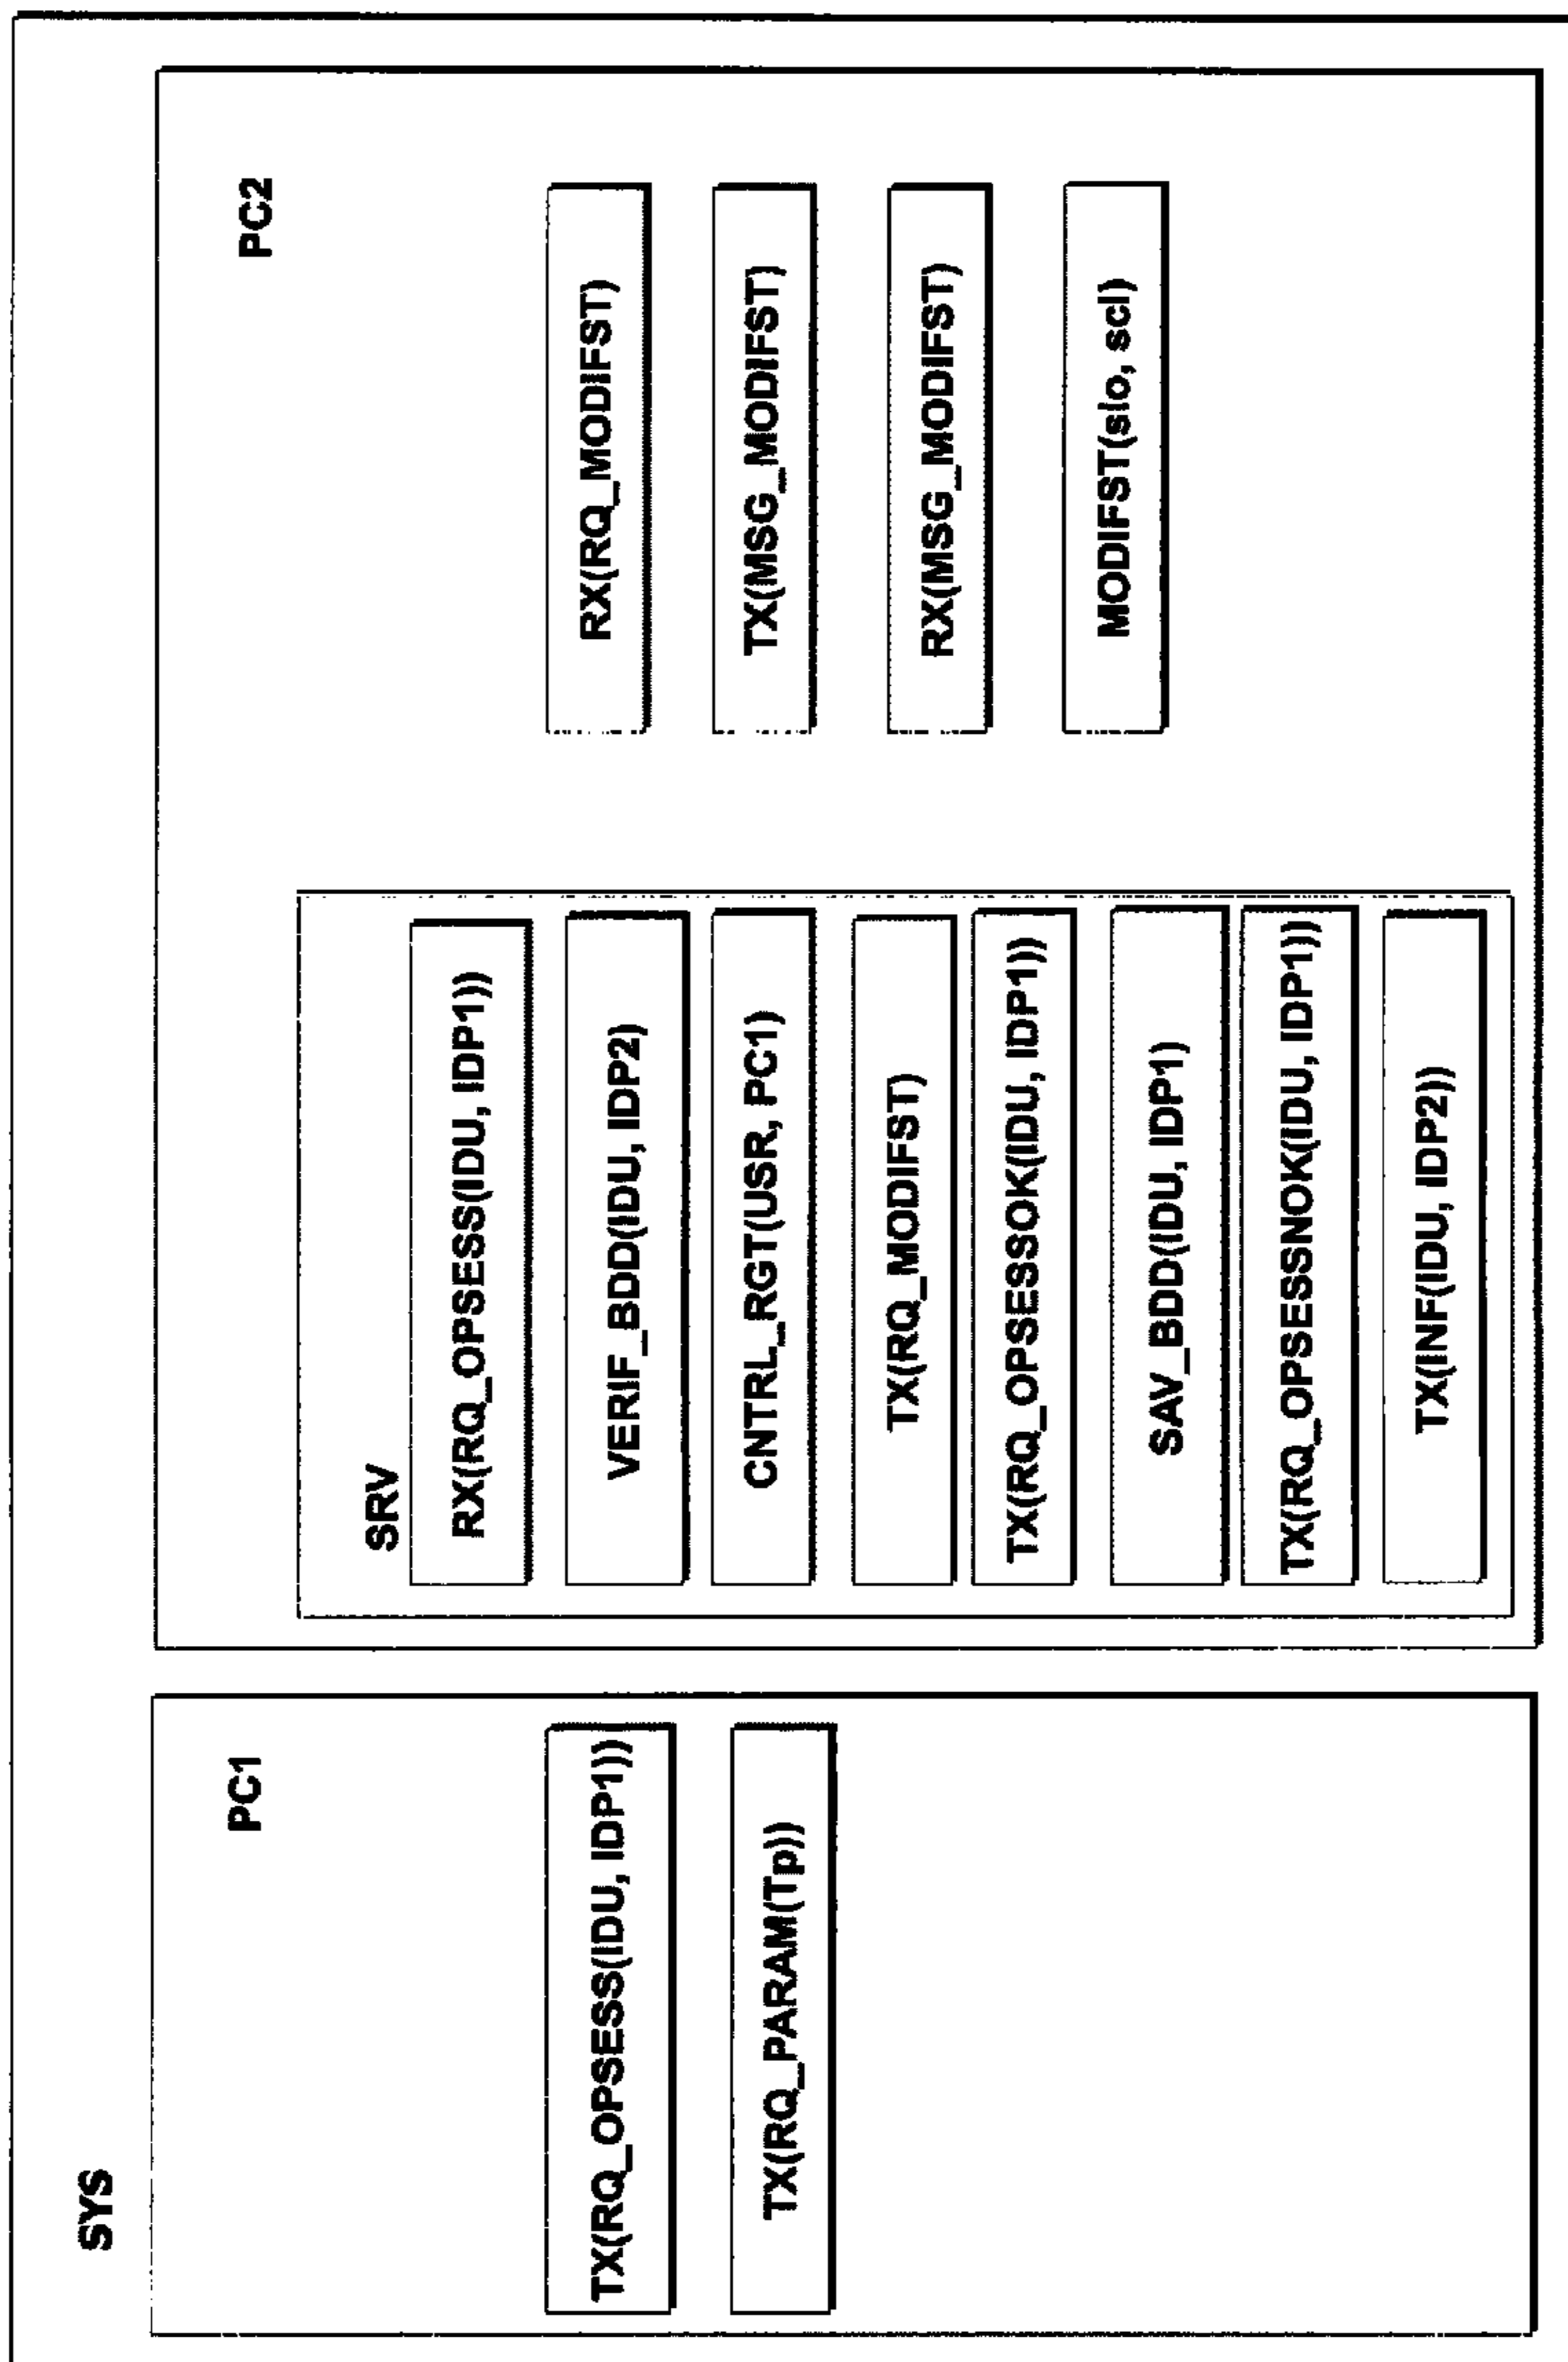 SYS
PC1
TX(RQ_OPSESS(IDU, IDP1))
TX(RQ_PARAM(Tp))
SRV
RX(RQ_OPSESS(IDU, IDP1))
VERIF_BDD(IDU, IDP2)
CNTRL_RGT(USR, PC1)
TX(RQ_MODIFST)
TX(RQ_OPSESSOK(IDU, IDP1))
SAV_BDD(IDU, IDP1)
TX(RQ_OPSESSNOK(IDU, IDP1))
TX(INF(IDU, IDP2))
PC2
RX(RQ_MODIFST)
TX(MSG_MODIFST)
RX(MSG_MODIFST)
MODIFST(slo, scl)